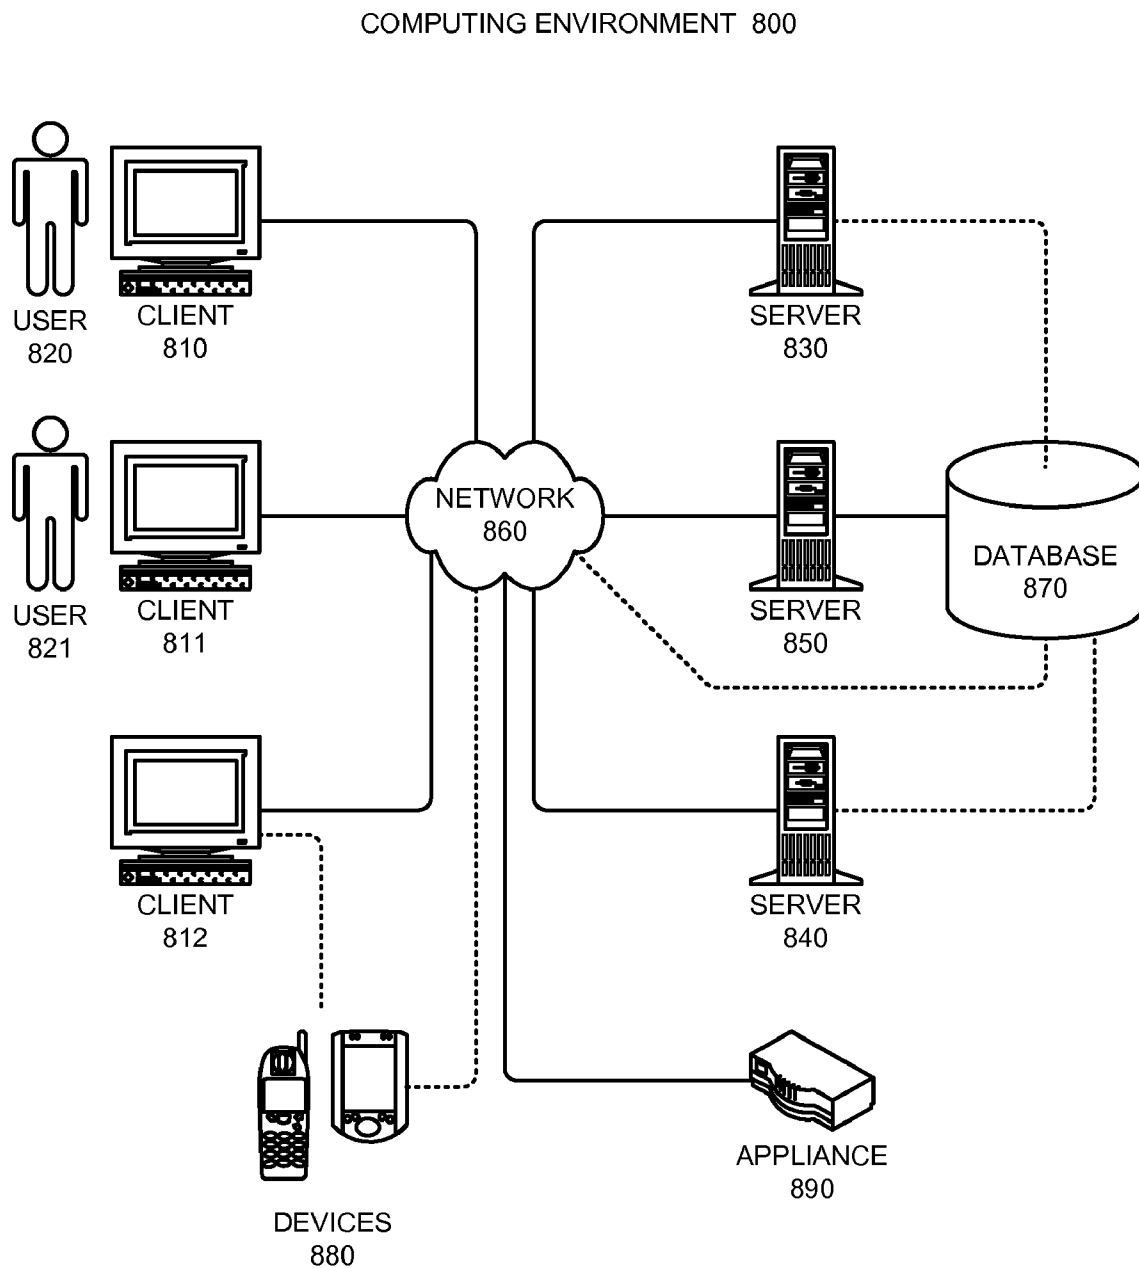 COMPUTING ENVIRONMENT 800
USER
820
CLIENT
810
SERVER
830
USER
821
CLIENT
811
NETWORK
860
SERVER
850
DATABASE
870
CLIENT
812
SERVER
840
DEVICES
880
APPLIANCE
890